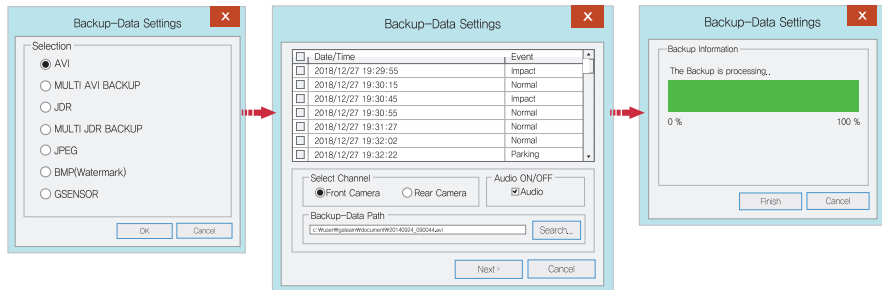 Backup-Data Settings
X
Selection
AVI
MULTI AVI BACKUP
JDR
MULTI JDR BACKUP
JPEG
BMP(Watermark)
GSENSOR
OK
Cancel
Backup-Data Settings
X
Date/Time Event
2018/12/27 19:29:55 Impact
2018/12/27 19:30:15 Normal
2018/12/27 19:30:45 Impact
2018/12/27 19:30:55 Normal
2018/12/27 19:31:27 Normal
2018/12/27 19:32:02 Normal
2018/12/27 19:32:22 Parking
Select Channel
Front Camera
Rear Camera
Audio ON/OFF
Audio
Backup-Data Path
c:₩user₩gateam₩document₩20140924_090044.avi
Search...
Next>
Cancel
Backup-Data Settings
X
Backup Information
The Backup is processing..
0 % 100 %
Finish
Cancel